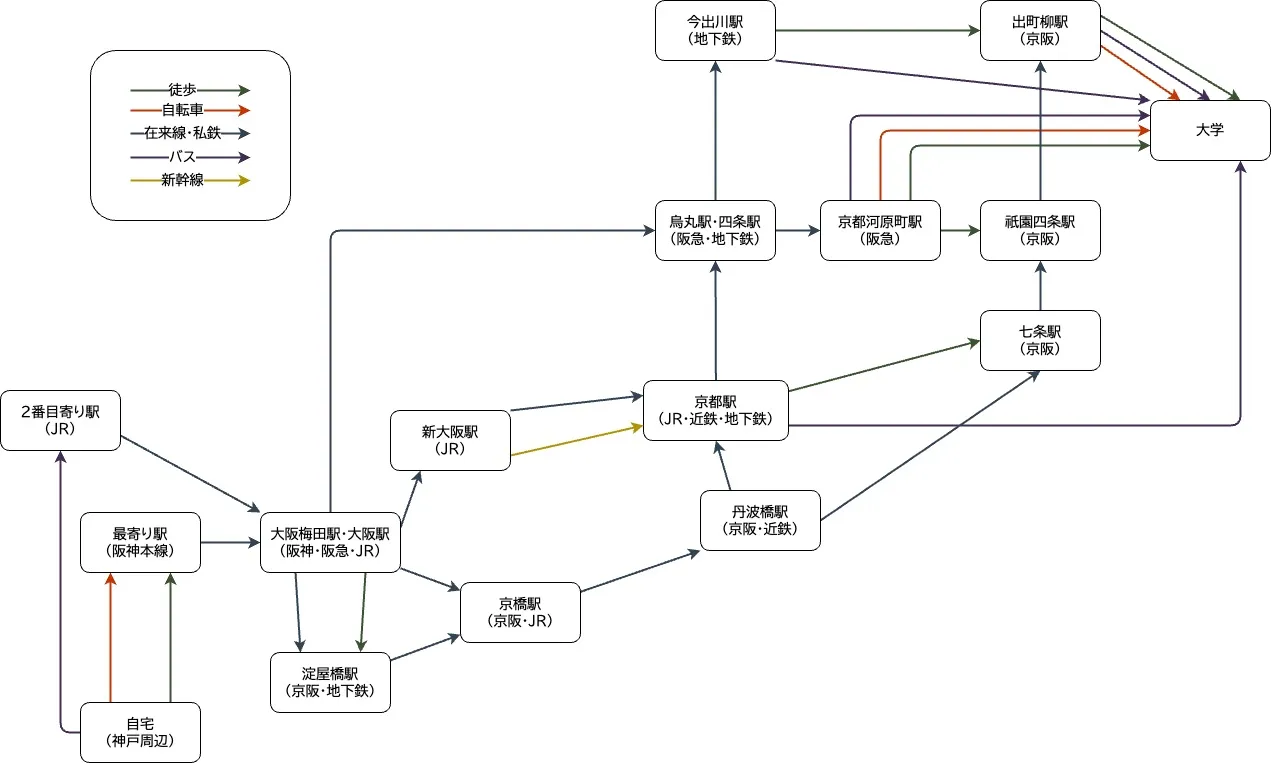 今出川駅
(地下鉄)
出町柳駅
(京阪)
徒歩
自転車
在来線・私鉄
バス
新幹線
大学
烏丸駅・四条駅
(阪急・地下鉄)
京都河原町駅
(阪急)
祇園四条駅
(京阪)
七条駅
(京阪)
2番目寄り駅
(JR)
新大阪駅
(JR)
京都駅
(JR・近鉄・地下鉄)
丹波橋駅
(京阪・近鉄)
最寄り駅
(阪神本線)
大阪梅田駅・大阪駅
(阪神・阪急・JR)
京橋駅
(京阪・JR)
淀屋橋駅
(京阪・地下鉄)
自宅
(神戸周辺)